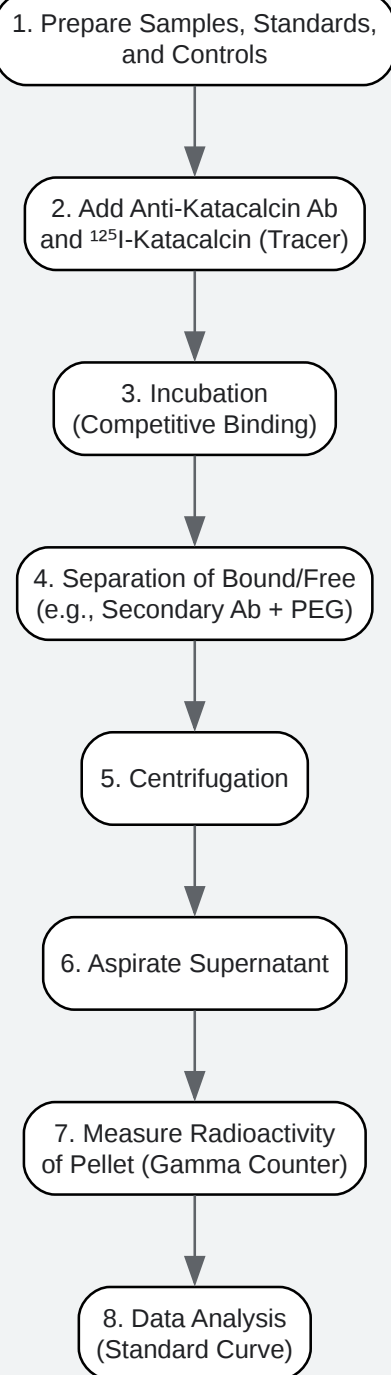 1. Prepare Samples, Standards,
and Controls
2. Add Anti-Katacalcin Ab
and ¹²⁵I-Katacalcin (Tracer)
3. Incubation
(Competitive Binding)
4. Separation of Bound/Free
(e.g., Secondary Ab + PEG)
5. Centrifugation
6. Aspirate Supernatant
7. Measure Radioactivity
of Pellet (Gamma Counter)
8. Data Analysis
(Standard Curve)